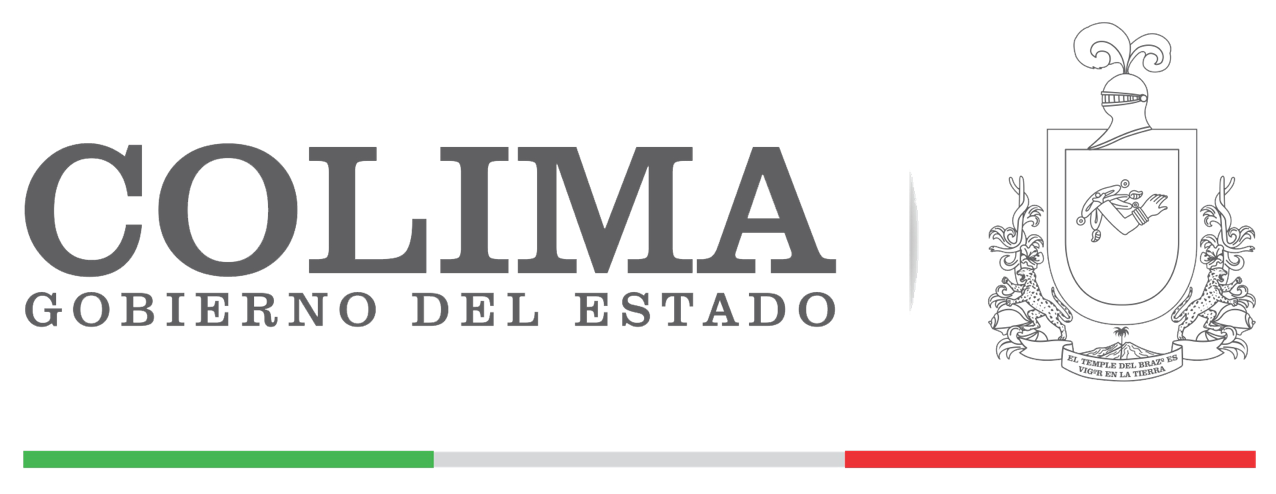 COLIMA
GOBIERNO DEL ESTADO
EL TEMPLE DEL BRAZº ES
VIGºR EN LA TIERRA